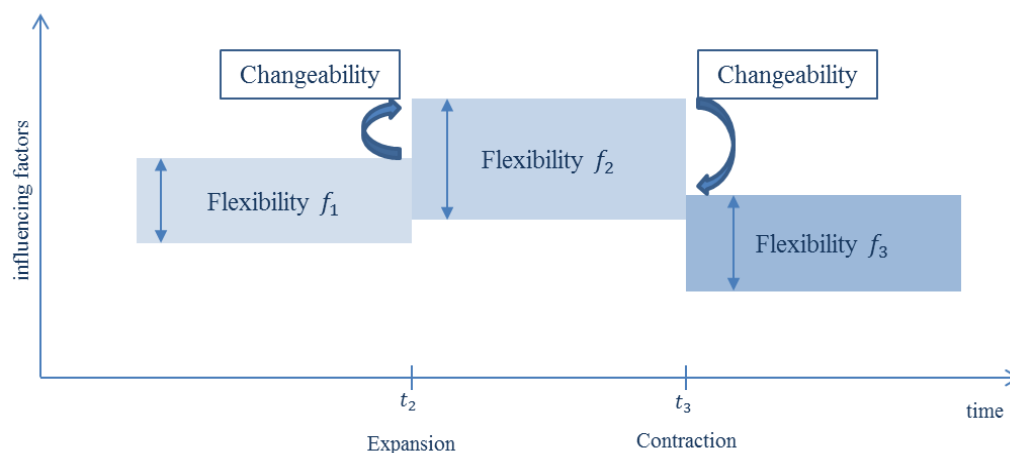 Changeability
Changeability
Flexibility f₂
Flexibility f₁
Flexibility f₃
influencing factors
t₂
t₃
time
Expansion
Contraction